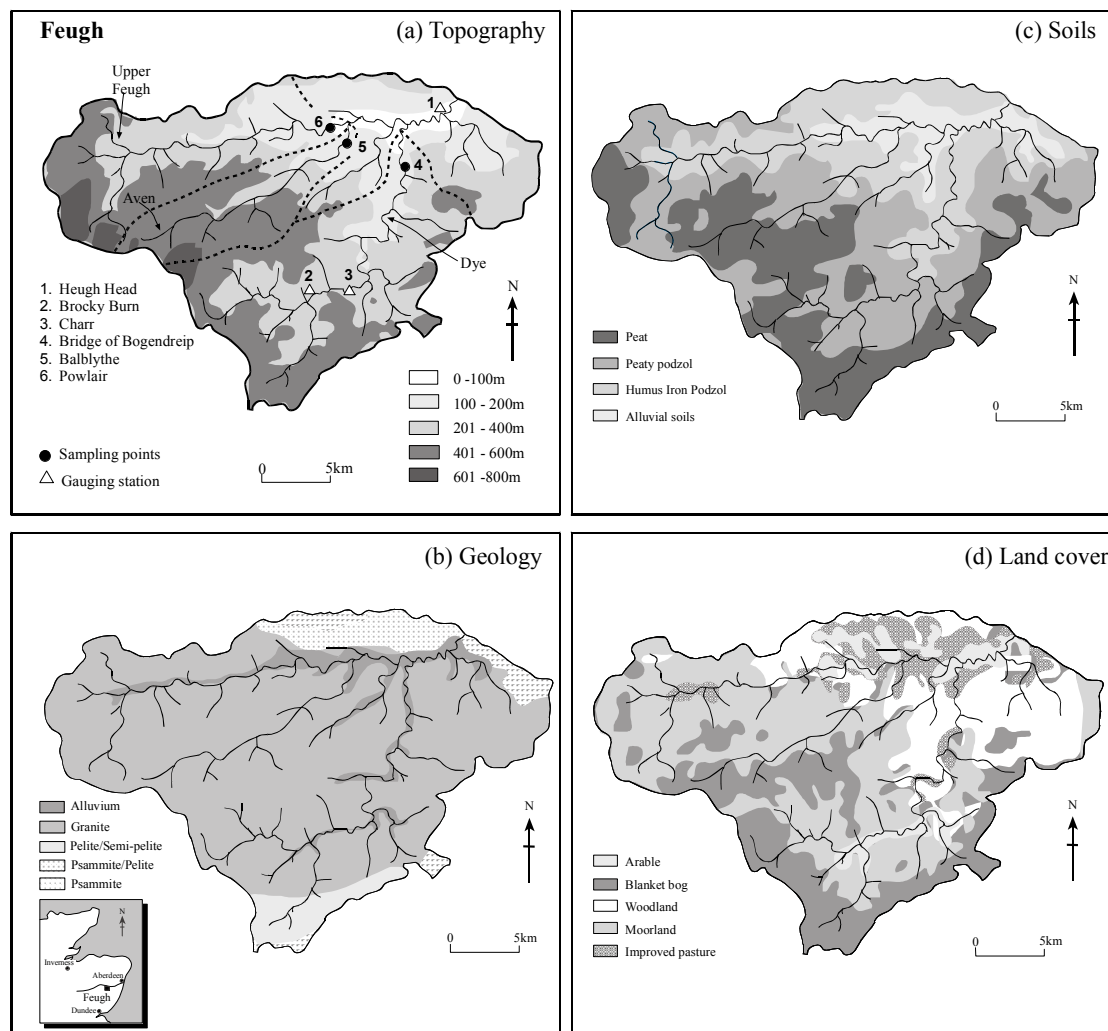 Feugh
(a) Topography
Upper
Feugh
1
6
5
4
Aven
Dye
2
3
1. Heugh Head
2. Brocky Burn
3. Charr
4. Bridge of Bogendreip
5. Balblythe
6. Powlair
N
0 -100m
100 - 200m
201 - 400m
401 - 600m
601 -800m
Sampling points
Gauging station
0 5km
(c) Soils
N
Peat
Peaty podzol
Humus Iron Podzol
Alluvial soils
0 5km
(b) Geology
N
Alluvium
Granite
Pelite/Semi-pelite
Psammite/Pelite
Psammite
0 5km
N
Inverness
Aberdeen
Feugh
Dundee
(d) Land cover
N
Arable
Blanket bog
Woodland
Moorland
Improved pasture
0 5km